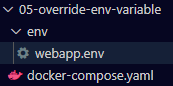 05-override-env-variable
env
webapp.env
docker-compose.yaml